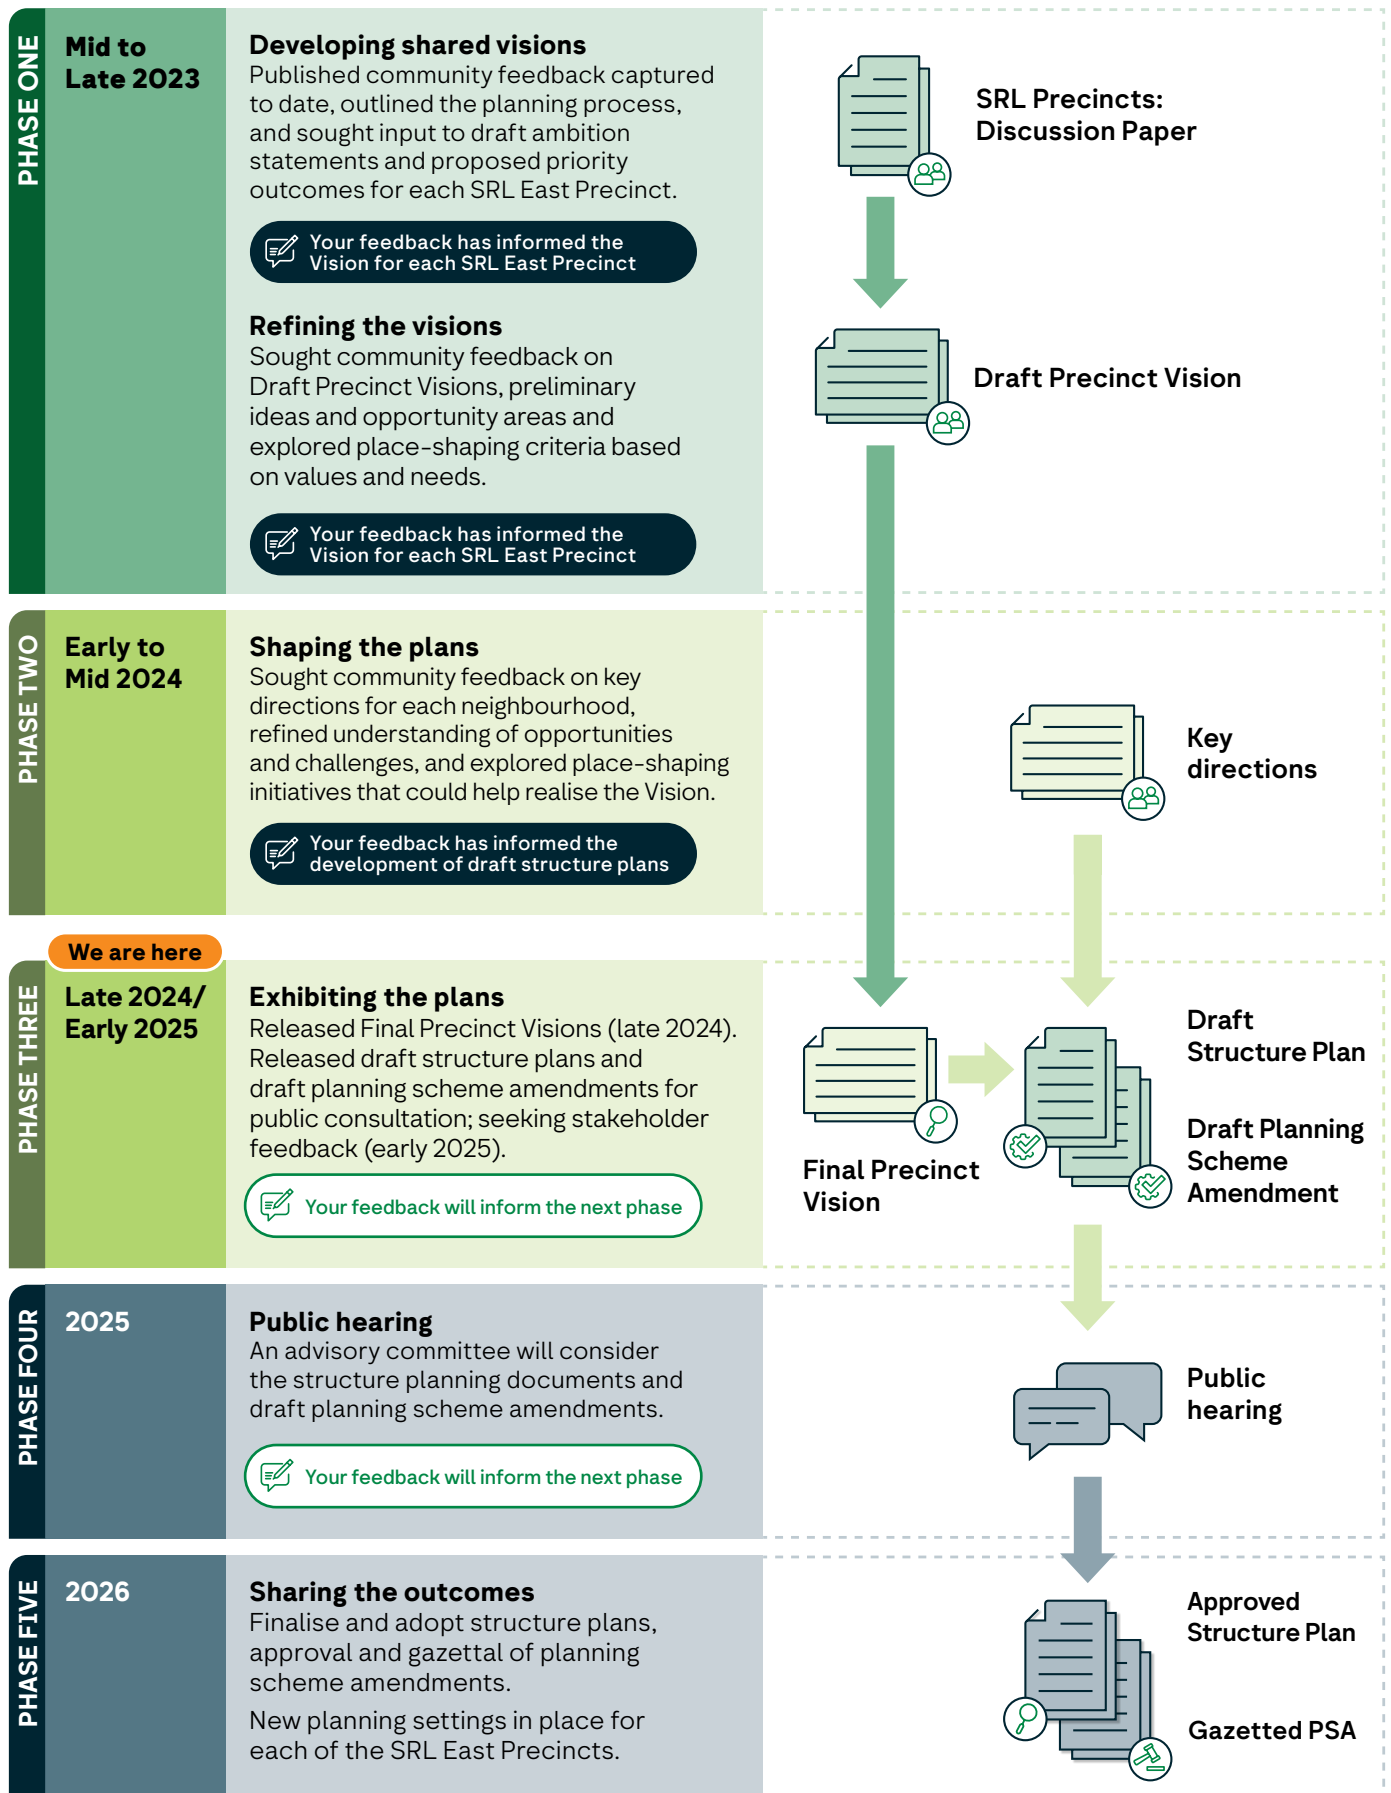 PHASE ONE
Mid to
Late 2023
Developing shared visions
Published community feedback captured
to date, outlined the planning process,
and sought input to draft ambition
statements and proposed priority
outcomes for each SRL East Precinct.
Your feedback has informed the
Vision for each SRL East Precinct
Refining the visions
Sought community feedback on
Draft Precinct Visions, preliminary
ideas and opportunity areas and
explored place-shaping criteria based
on values and needs.
Your feedback has informed the
Vision for each SRL East Precinct
SRL Precincts:
Discussion Paper
Draft Precinct Vision
PHASE TWO
Early to
Mid 2024
Shaping the plans
Sought community feedback on key
directions for each neighbourhood,
refined understanding of opportunities
and challenges, and explored place-shaping
initiatives that could help realise the Vision.
Your feedback has informed the
development of draft structure plans
Key
directions
We are here
PHASE THREE
Late 2024/
Early 2025
Exhibiting the plans
Released Final Precinct Visions (late 2024).
Released draft structure plans and
draft planning scheme amendments for
public consultation; seeking stakeholder
feedback (early 2025).
Your feedback will inform the next phase
Final Precinct
Vision
Draft
Structure Plan
Draft Planning
Scheme
Amendment
PHASE FOUR
2025
Public hearing
An advisory committee will consider
the structure planning documents and
draft planning scheme amendments.
Your feedback will inform the next phase
Public
hearing
PHASE FIVE
2026
Sharing the outcomes
Finalise and adopt structure plans,
approval and gazettal of planning
scheme amendments.
New planning settings in place for
each of the SRL East Precincts.
Approved
Structure Plan
Gazetted PSA